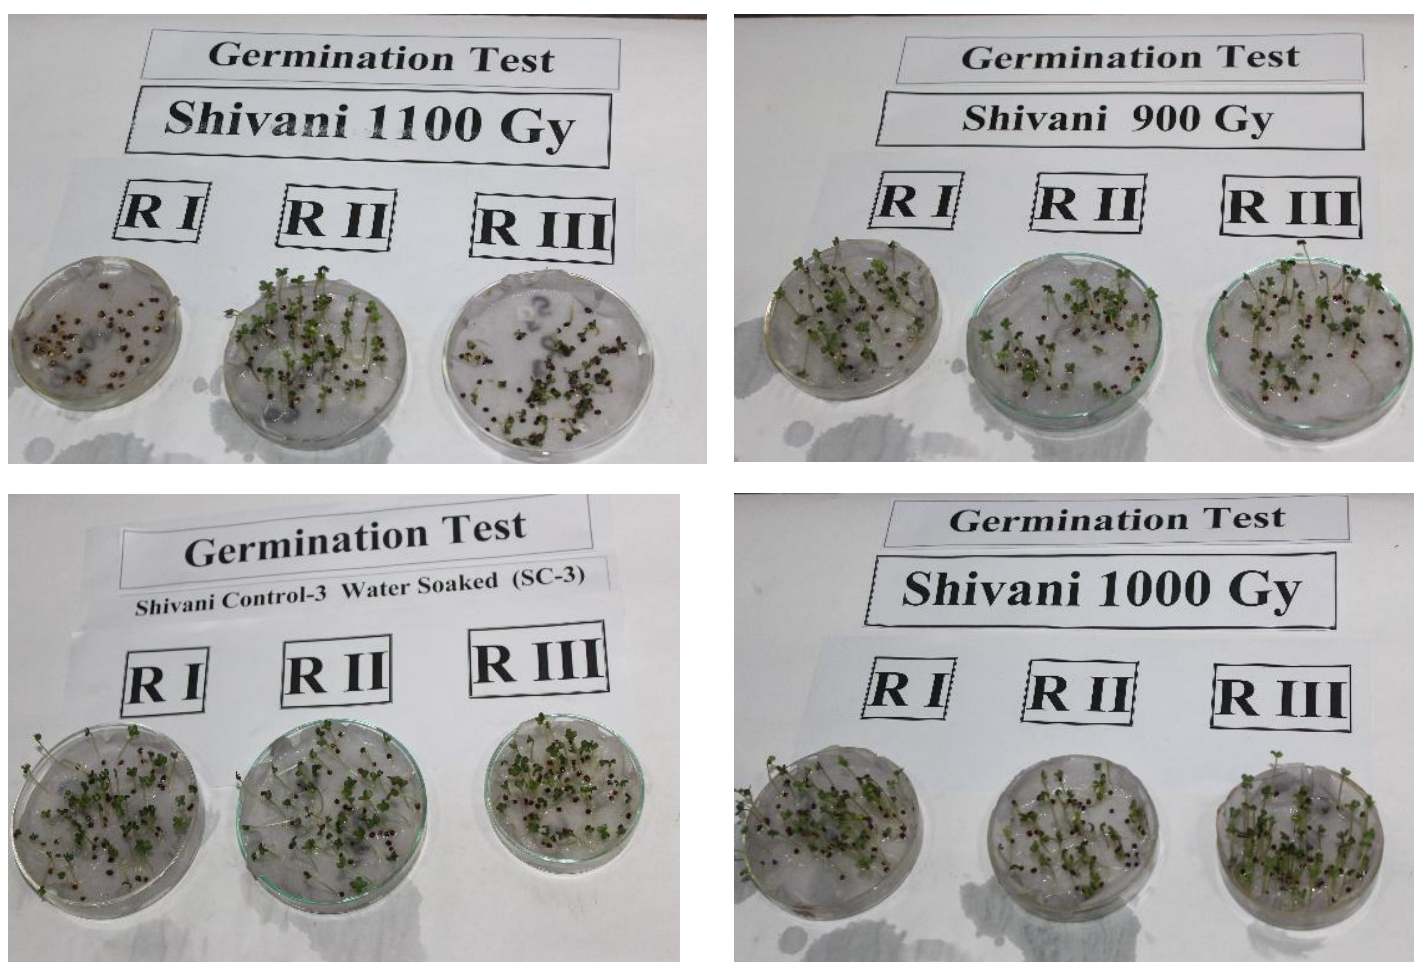 Germination Test
Shivani 1100 Gy
R I R II R III
Germination Test
Shivani 900 Gy
R I R II R III
Germination Test
Shivani Control-3 Water Soaked (SC-3)
R I R II R III
Germination Test
Shivani 1000 Gy
R I R II R III